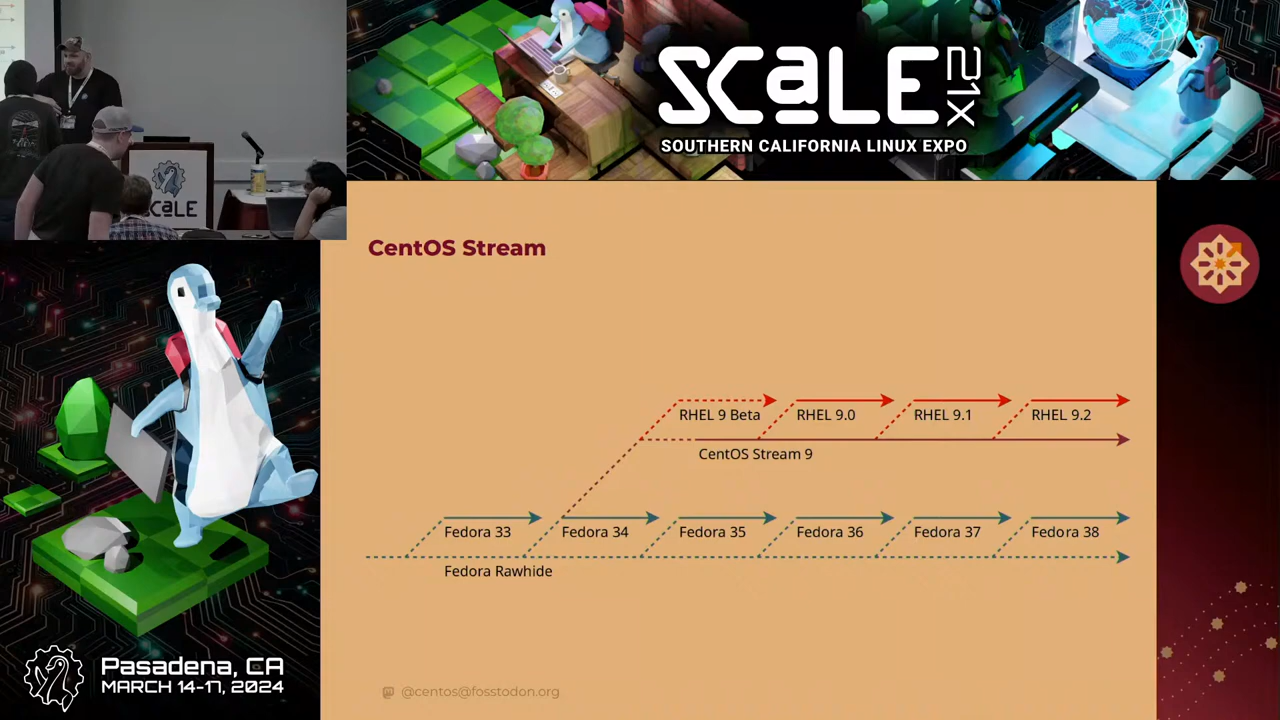 SCALE
21X
SOUTHERN CALIFORNIA LINUX EXPO
SCALE
CentOS Stream
RHEL 9 Beta
RHEL 9.0
RHEL 9.1
RHEL 9.2
CentOS Stream 9
Fedora 33
Fedora 34
Fedora 35
Fedora 36
Fedora 37
Fedora 38
Fedora Rawhide
Pasadena, CA
MARCH 14-17, 2024
@centos@fosstodon.org